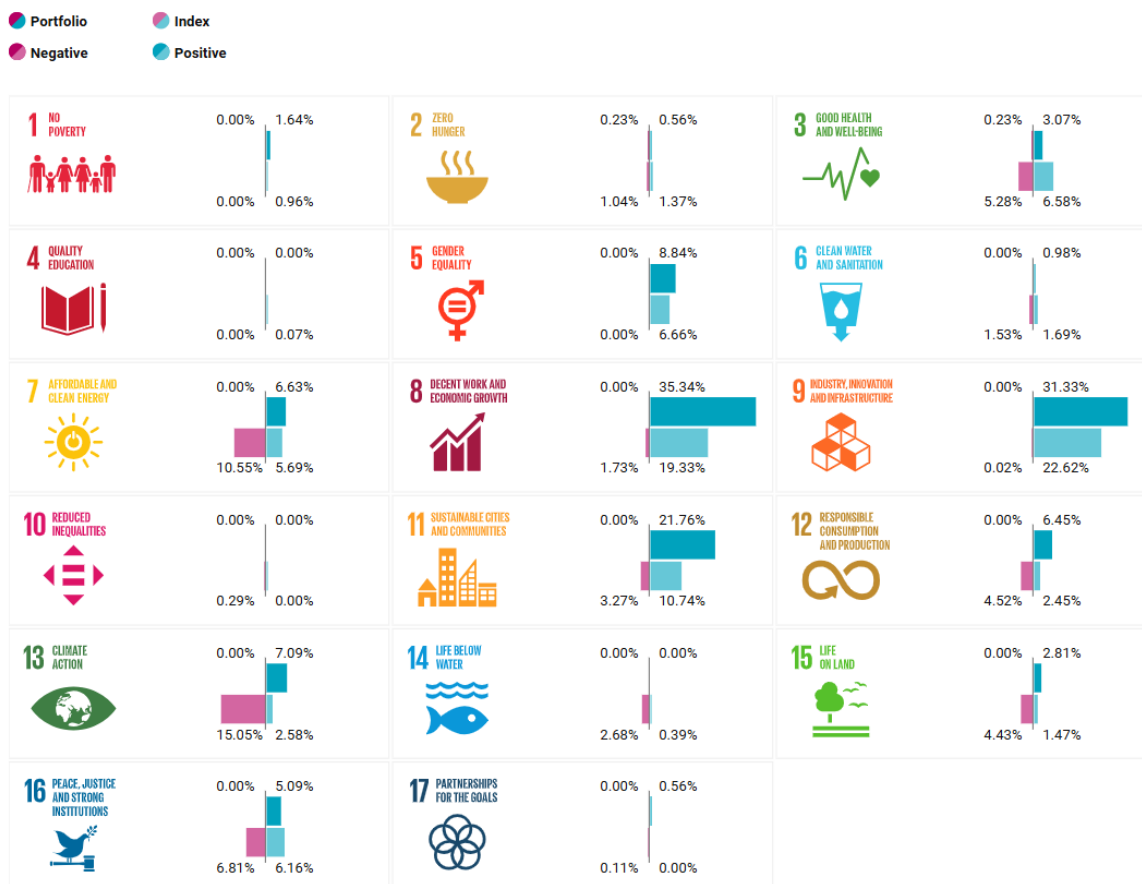 Portfolio Index
Negative Positive
1 NO POVERTY
0.00% 1.64%
0.00% 0.96%
2 ZERO HUNGER
0.23% 0.56%
1.04% 1.37%
3 GOOD HEALTH AND WELL-BEING
0.23% 3.07%
5.28% 6.58%
4 QUALITY EDUCATION
0.00% 0.00%
0.00% 0.07%
5 GENDER EQUALITY
0.00% 8.84%
0.00% 6.66%
6 CLEAN WATER AND SANITATION
0.00% 0.98%
1.53% 1.69%
7 AFFORDABLE AND CLEAN ENERGY
0.00% 6.63%
10.55% 5.69%
8 DECENT WORK AND ECONOMIC GROWTH
0.00% 35.34%
1.73% 19.33%
9 INDUSTRY, INNOVATION AND INFRASTRUCTURE
0.00% 31.33%
0.02% 22.62%
10 REDUCED INEQUALITIES
0.00% 0.00%
0.29% 0.00%
11 SUSTAINABLE CITIES AND COMMUNITIES
0.00% 21.76%
3.27% 10.74%
12 RESPONSIBLE CONSUMPTION AND PRODUCTION
0.00% 6.45%
4.52% 2.45%
13 CLIMATE ACTION
0.00% 7.09%
15.05% 2.58%
14 LIFE BELOW WATER
0.00% 0.00%
2.68% 0.39%
15 LIFE ON LAND
0.00% 2.81%
4.43% 1.47%
16 PEACE, JUSTICE AND STRONG INSTITUTIONS
0.00% 5.09%
6.81% 6.16%
17 PARTNERSHIPS FOR THE GOALS
0.00% 0.56%
0.11% 0.00%